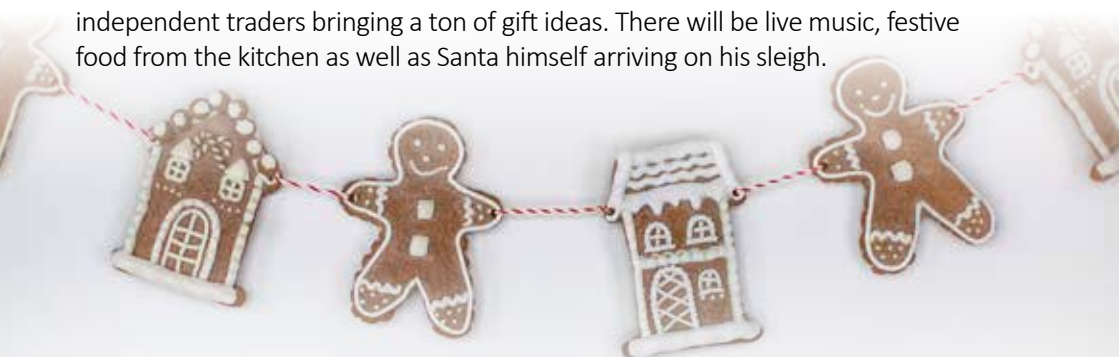 independent traders bringing a ton of gift ideas. There will be live music, festive
food from the kitchen as well as Santa himself arriving on his sleigh.